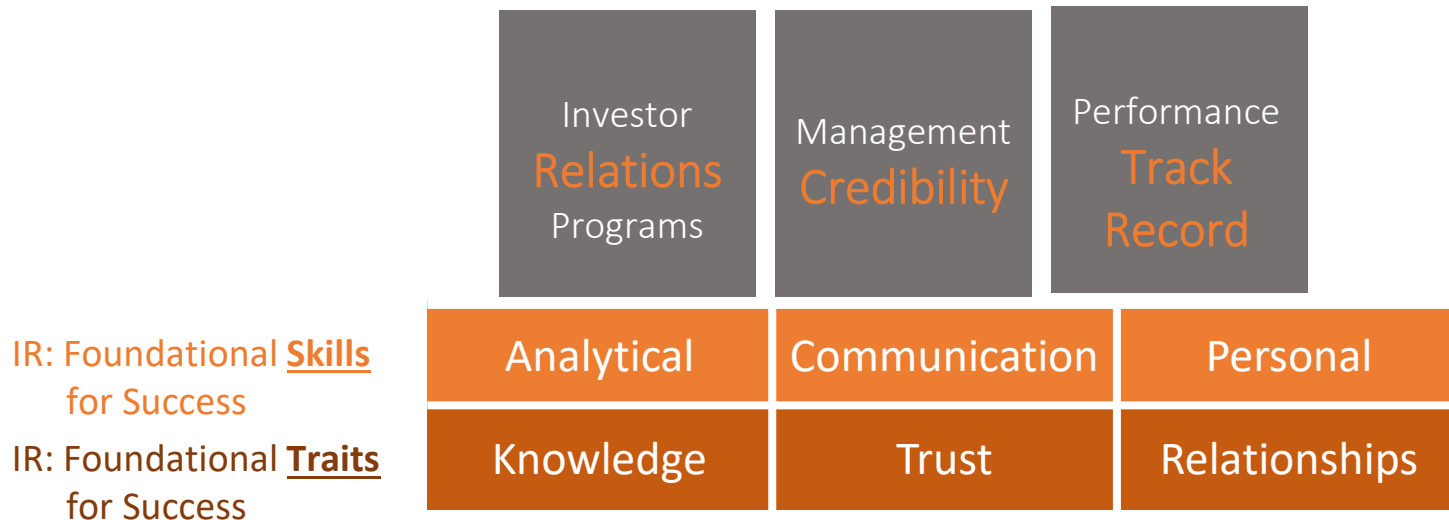 Investor
Relations
Programs
Management
Credibility
Performance
Track
Record
IR: Foundational Skills
for Success
Analytical
Communication
Personal
IR: Foundational Traits
for Success
Knowledge
Trust
Relationships